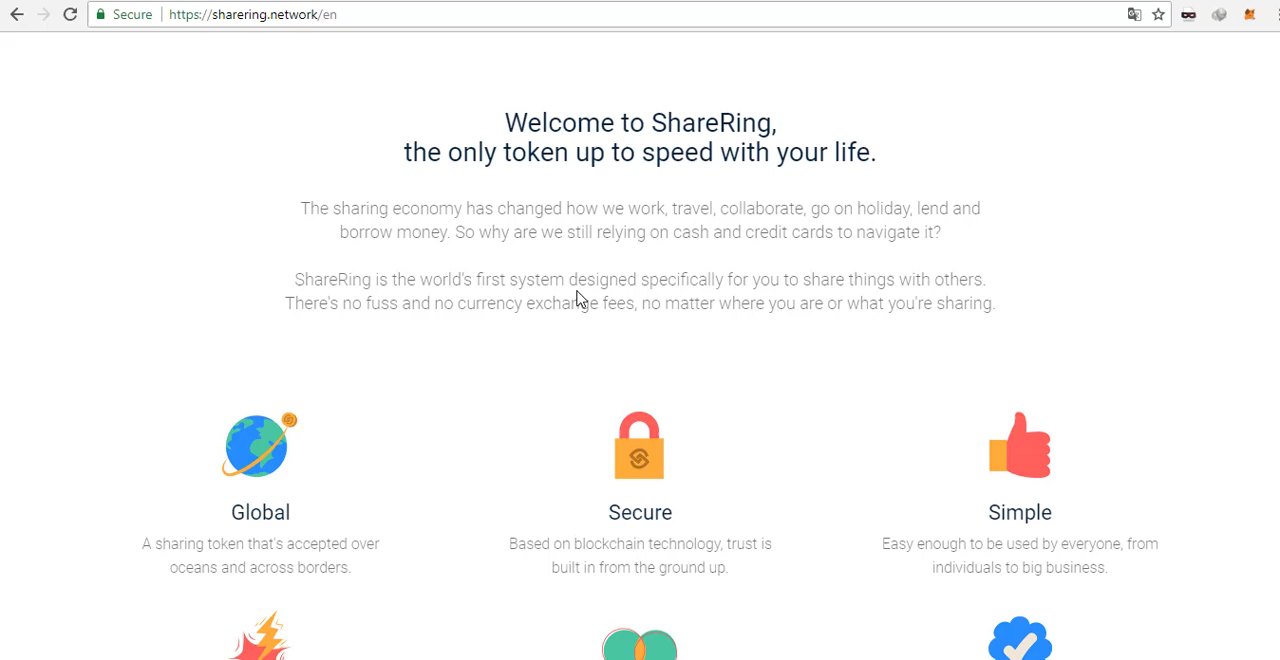 Secure
https://sharering.network/en
Welcome to ShareRing,
the only token up to speed with your life.
The sharing economy has changed how we work, travel, collaborate, go on holiday, lend and
borrow money. So why are we still relying on cash and credit cards to navigate it?
ShareRing is the world's first system designed specifically for you to share things with others.
There's no fuss and no currency exchange fees, no matter where you are or what you're sharing.
Global
A sharing token that's accepted over
oceans and across borders.
Secure
Based on blockchain technology, trust is
built in from the ground up.
Simple
Easy enough to be used by everyone, from
individuals to big business.